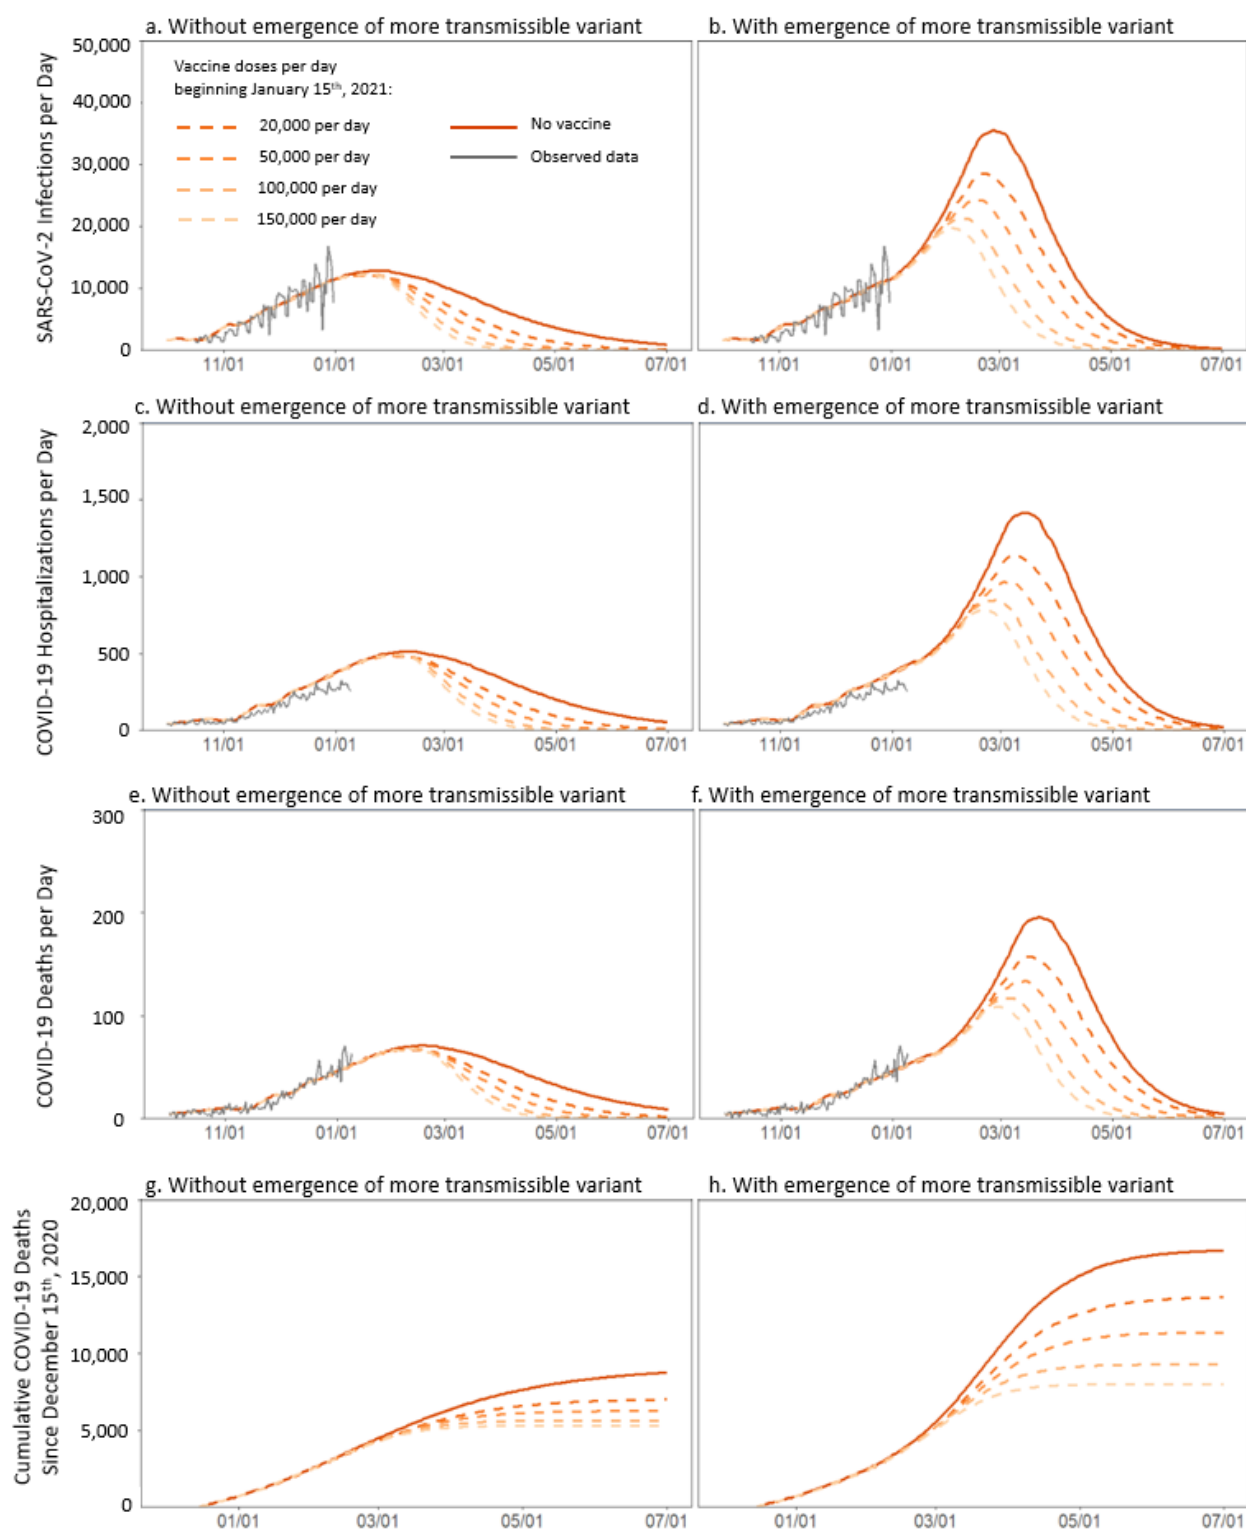 a. Without emergence of more transmissible variant
b. With emergence of more transmissible variant
SARS-CoV-2 Infections per Day
50,000
40,000
30,000
20,000
10,000
0
Vaccine doses per day
beginning January 15th, 2021:
20,000 per day
50,000 per day
100,000 per day
150,000 per day
No vaccine
Observed data
11/01 01/01 03/01 05/01 07/01
11/01 01/01 03/01 05/01 07/01
c. Without emergence of more transmissible variant
d. With emergence of more transmissible variant
COVID-19 Hospitalizations per Day
2,000
1,500
1,000
500
0
11/01 01/01 03/01 05/01 07/01
11/01 01/01 03/01 05/01 07/01
e. Without emergence of more transmissible variant
f. With emergence of more transmissible variant
COVID-19 Deaths per Day
300
200
100
0
11/01 01/01 03/01 05/01 07/01
11/01 01/01 03/01 05/01 07/01
g. Without emergence of more transmissible variant
h. With emergence of more transmissible variant
Cumulative COVID-19 Deaths
Since December 15th, 2020
20,000
15,000
10,000
5,000
0
01/01 03/01 05/01 07/01
01/01 03/01 05/01 07/01